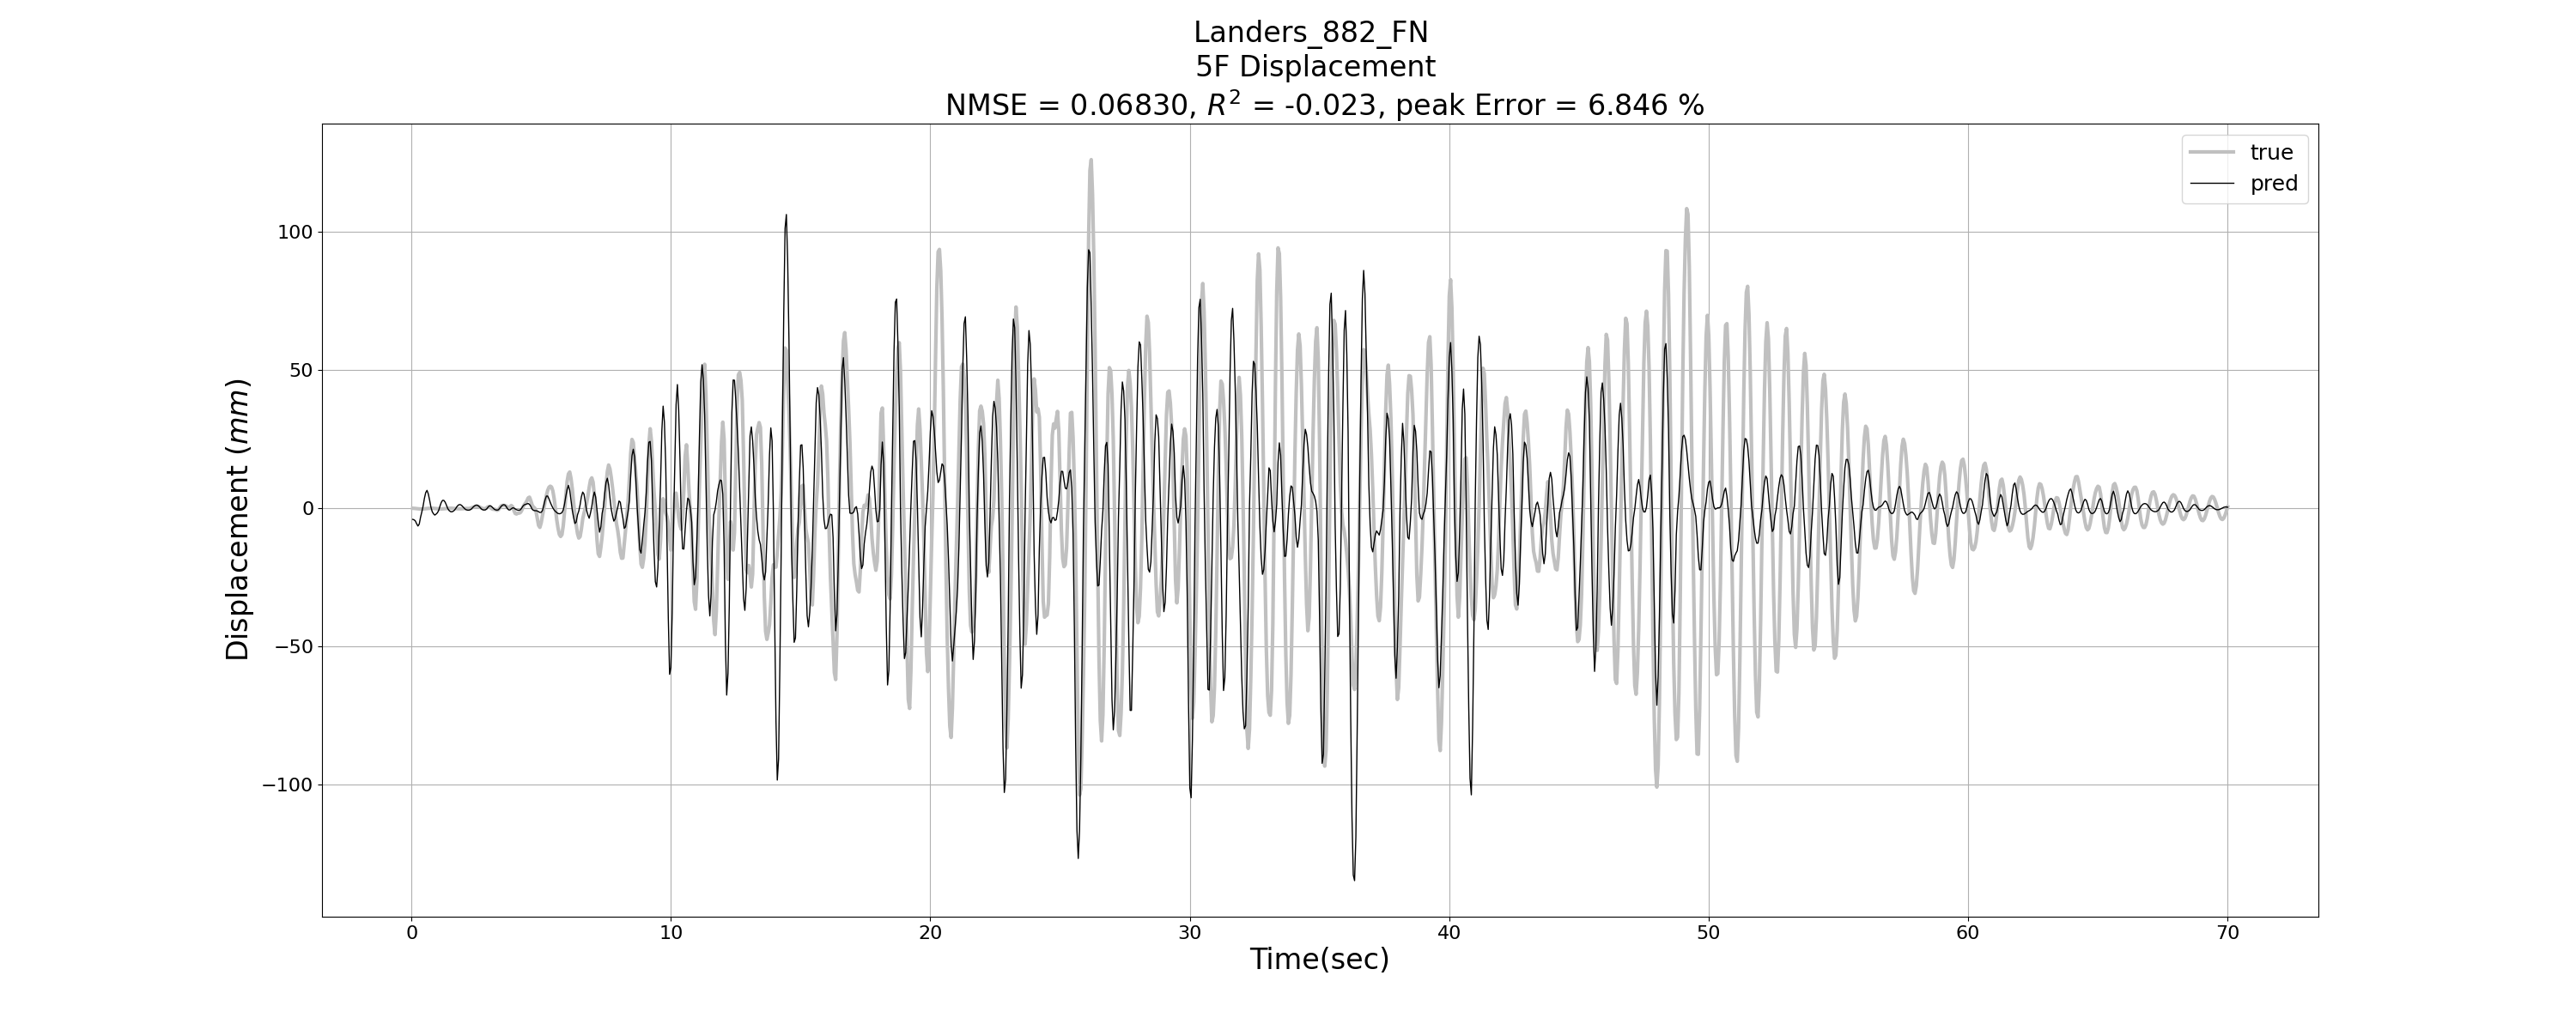 Landers_882_FN
5F Displacement
NMSE = 0.06830, R² = -0.023, peak Error = 6.846 %
true
pred
Displacement (mm)
100
50
0
−50
−100
0 10 20 30 40 50 60 70
Time(sec)